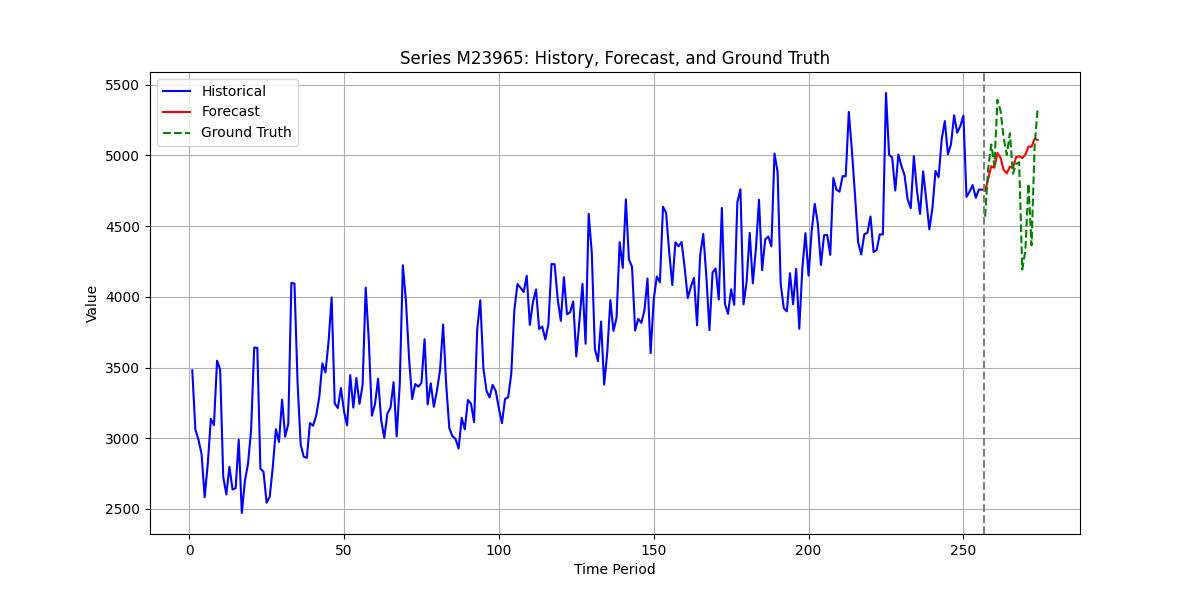 Series M23965: History, Forecast, and Ground Truth
Historical
Forecast
Ground Truth
5500
5000
4500
4000
3500
3000
2500
Value
0 50 100 150 200 250
Time Period